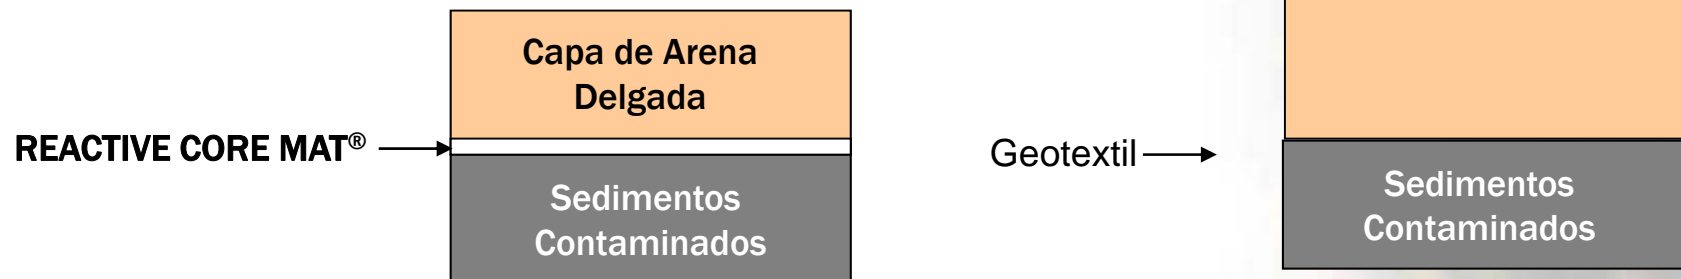 Capa de Arena
Delgada
REACTIVE CORE MAT®
Sedimentos
Contaminados
Geotextil
Sedimentos
Contaminados